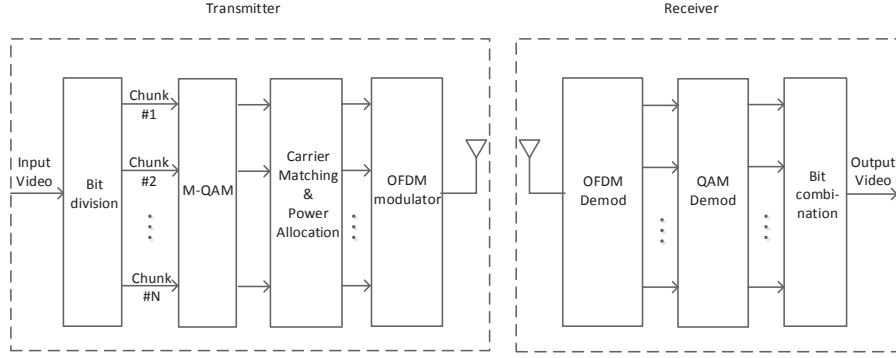 Transmitter
Receiver
Input
Video
Bit
division
Chunk
#1
Chunk
#2
Chunk
#N
M-QAM
Carrier
Matching
&
Power
Allocation
OFDM
modulator
OFDM
Demod
QAM
Demod
Bit
combi-
nation
Output
Video